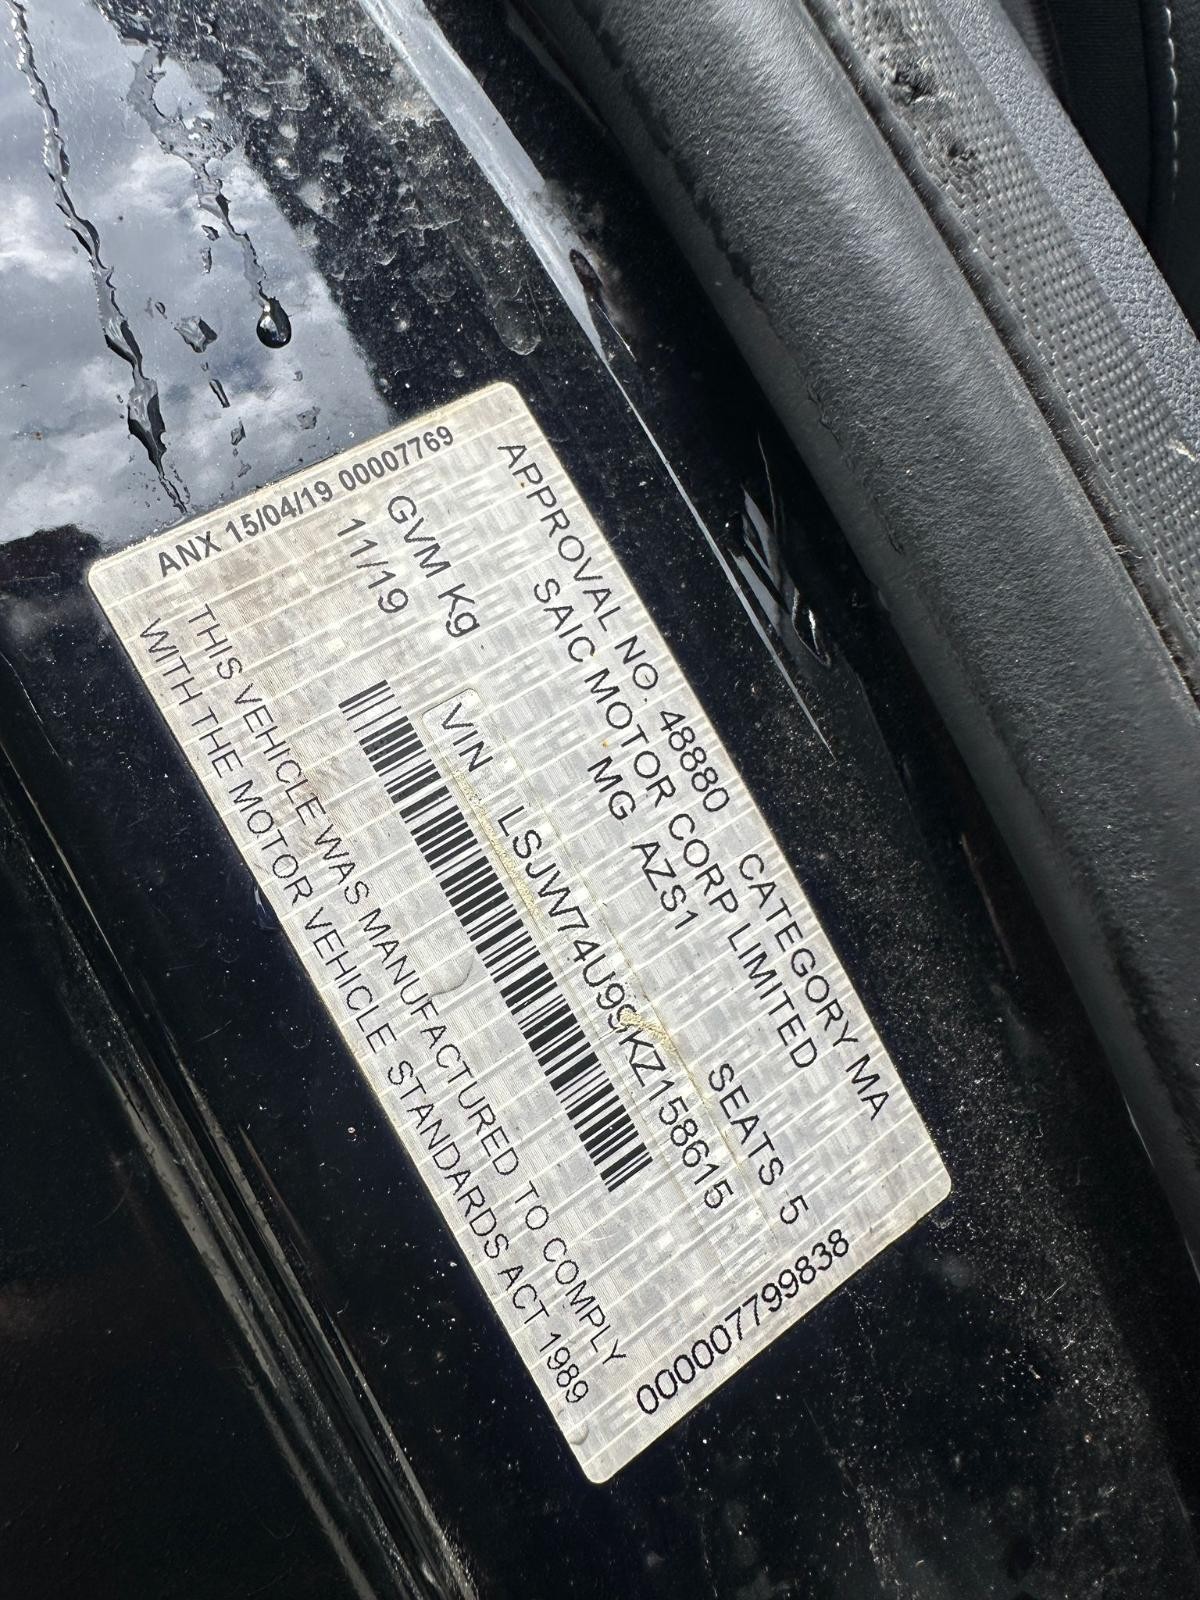 APPROVAL NO. 48880 CATEGORY MA
SAIC MOTOR CORP LIMITED
MG AZS1 SEATS 5
GVM Kg
VIN LSJW74U99KZ158615
11/19
THIS VEHICLE WAS MANUFACTURED TO COMPLY
WITH THE MOTOR VEHICLE STANDARDS ACT 1989
ANX 15/04/19 00007769
000007799838